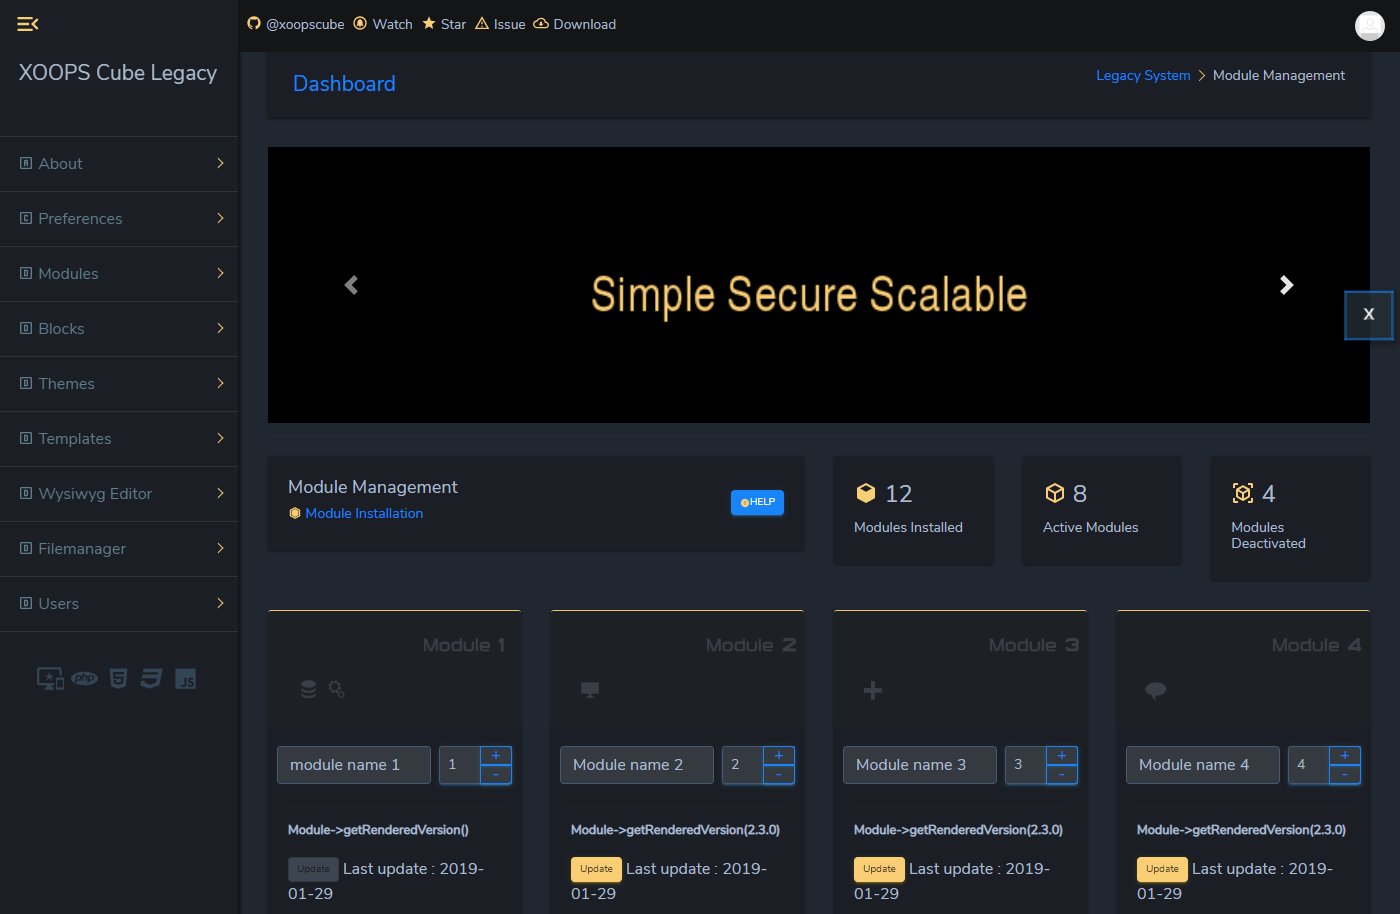 @xoopscube Watch Star Issue Download
XOOPS Cube Legacy
Dashboard
Legacy System Module Management
About
Preferences
Modules
Blocks
Themes
Templates
Wysiwyg Editor
Filemanager
Users
php 5 3 JS
Simple Secure Scalable
X
Module Management
Module Installation
HELP
12
Modules Installed
8
Active Modules
4
Modules
Deactivated
Module 1
module name 1
1
+
-
Module->getRenderedVersion()
Update Last update : 2019-
01-29
Module 2
Module name 2
2
+
-
Module->getRenderedVersion(2.3.0)
Update Last update : 2019-
01-29
Module 3
Module name 3
3
+
-
Module->getRenderedVersion(2.3.0)
Update Last update : 2019-
01-29
Module 4
Module name 4
4
+
-
Module->getRenderedVersion(2.3.0)
Update Last update : 2019-
01-29